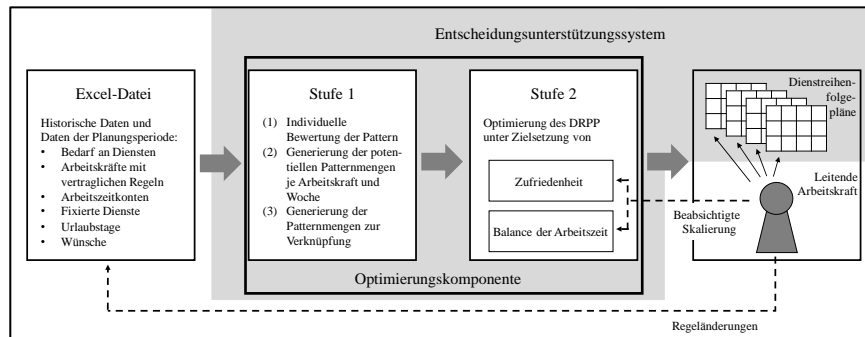 Entscheidungsunterstützungssystem
Excel-Datei
Historische Daten und
Daten der Planungsperiode:
• Bedarf an Diensten
• Arbeitskräfte mit
vertraglichen Regeln
• Arbeitszeitkonten
• Fixierte Dienste
• Urlaubstage
• Wünsche
Stufe 1
(1) Individuelle
Bewertung der Pattern
(2) Generierung der poten-
tiellen Patternmengen
je Arbeitskraft und
Woche
(3) Generierung der
Patternmengen zur
Verknüpfung
Stufe 2
Optimierung des DRPP
unter Zielsetzung von
Zufriedenheit
Balance der Arbeitszeit
Optimierungskomponente
Dienstreihen-
folge-
pläne
Leitende
Arbeitskraft
Beabsichtigte
Skalierung
Regeländerungen